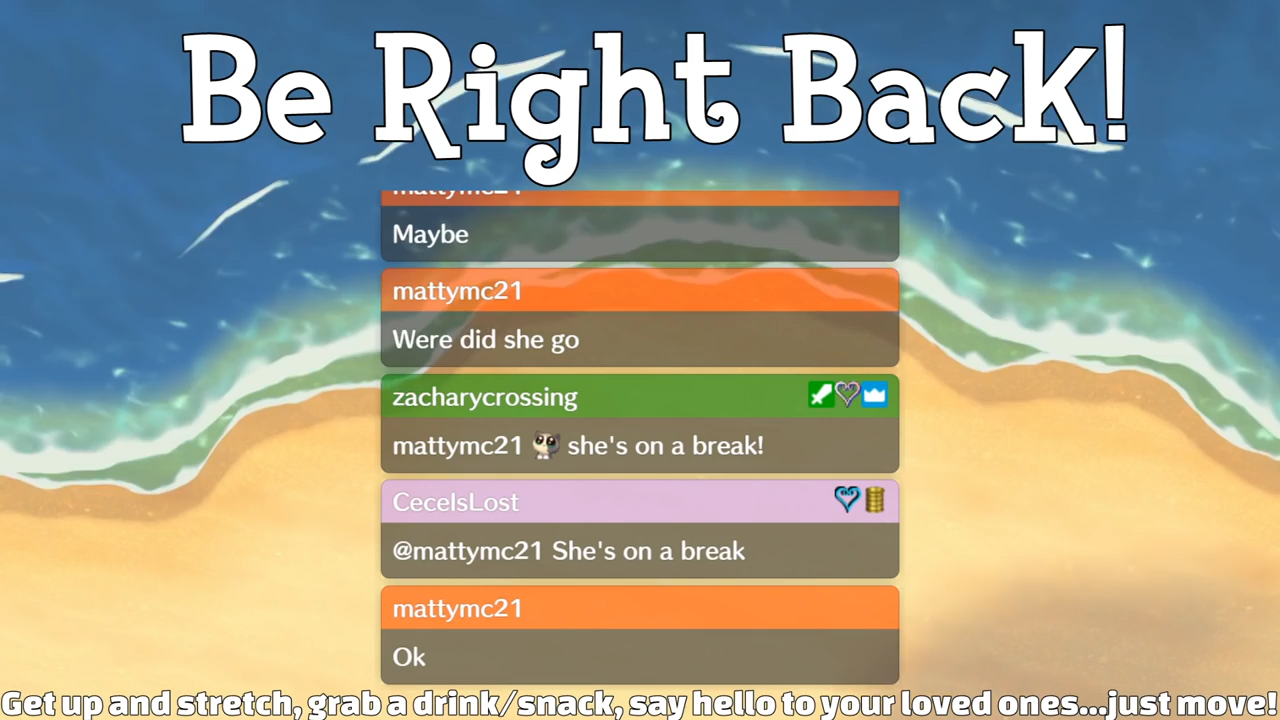 Be Right Back!
mattymc21
Maybe
mattymc21
Were did she go
zacharycrossing
mattymc21 she's on a break!
CeceIsLost
@mattymc21 She's on a break
mattymc21
Ok
Get up and stretch, grab a drink/snack, say hello to your loved ones...just move!